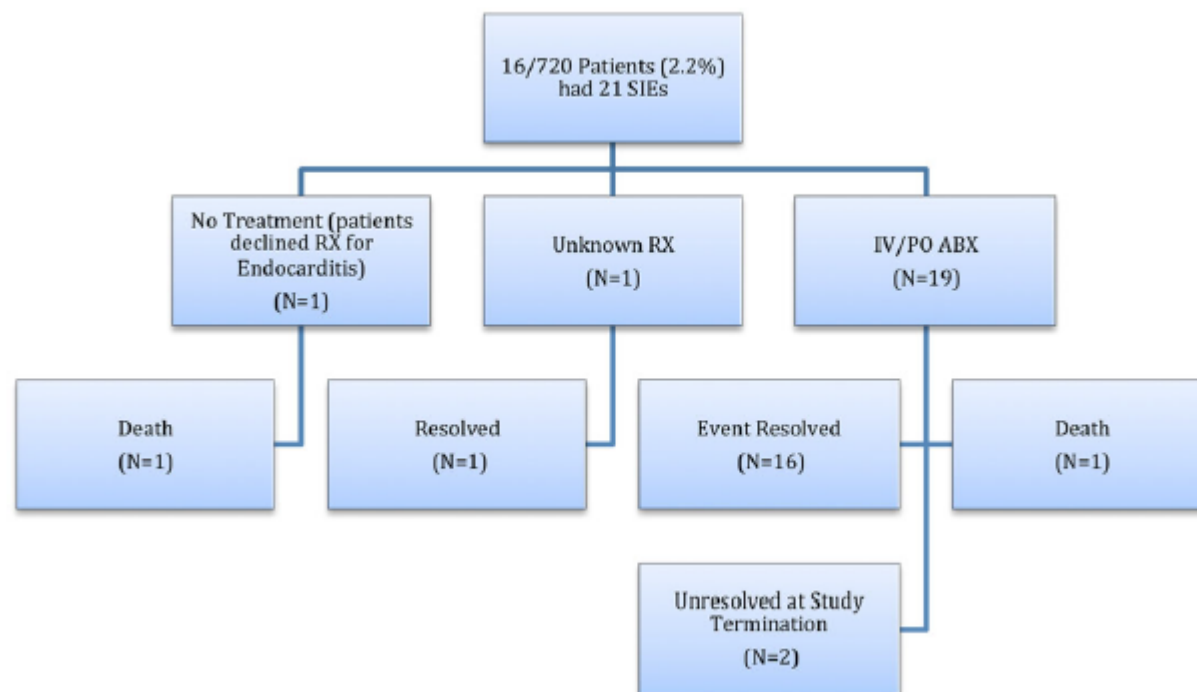 16/720 Patients (2.2%)
had 21 SIEs
No Treatment (patients
declined RX for
Endocarditis)
(N=1)
Unknown RX
(N=1)
IV/PO ABX
(N=19)
Death
(N=1)
Resolved
(N=1)
Event Resolved
(N=16)
Death
(N=1)
Unresolved at Study
Termination
(N=2)